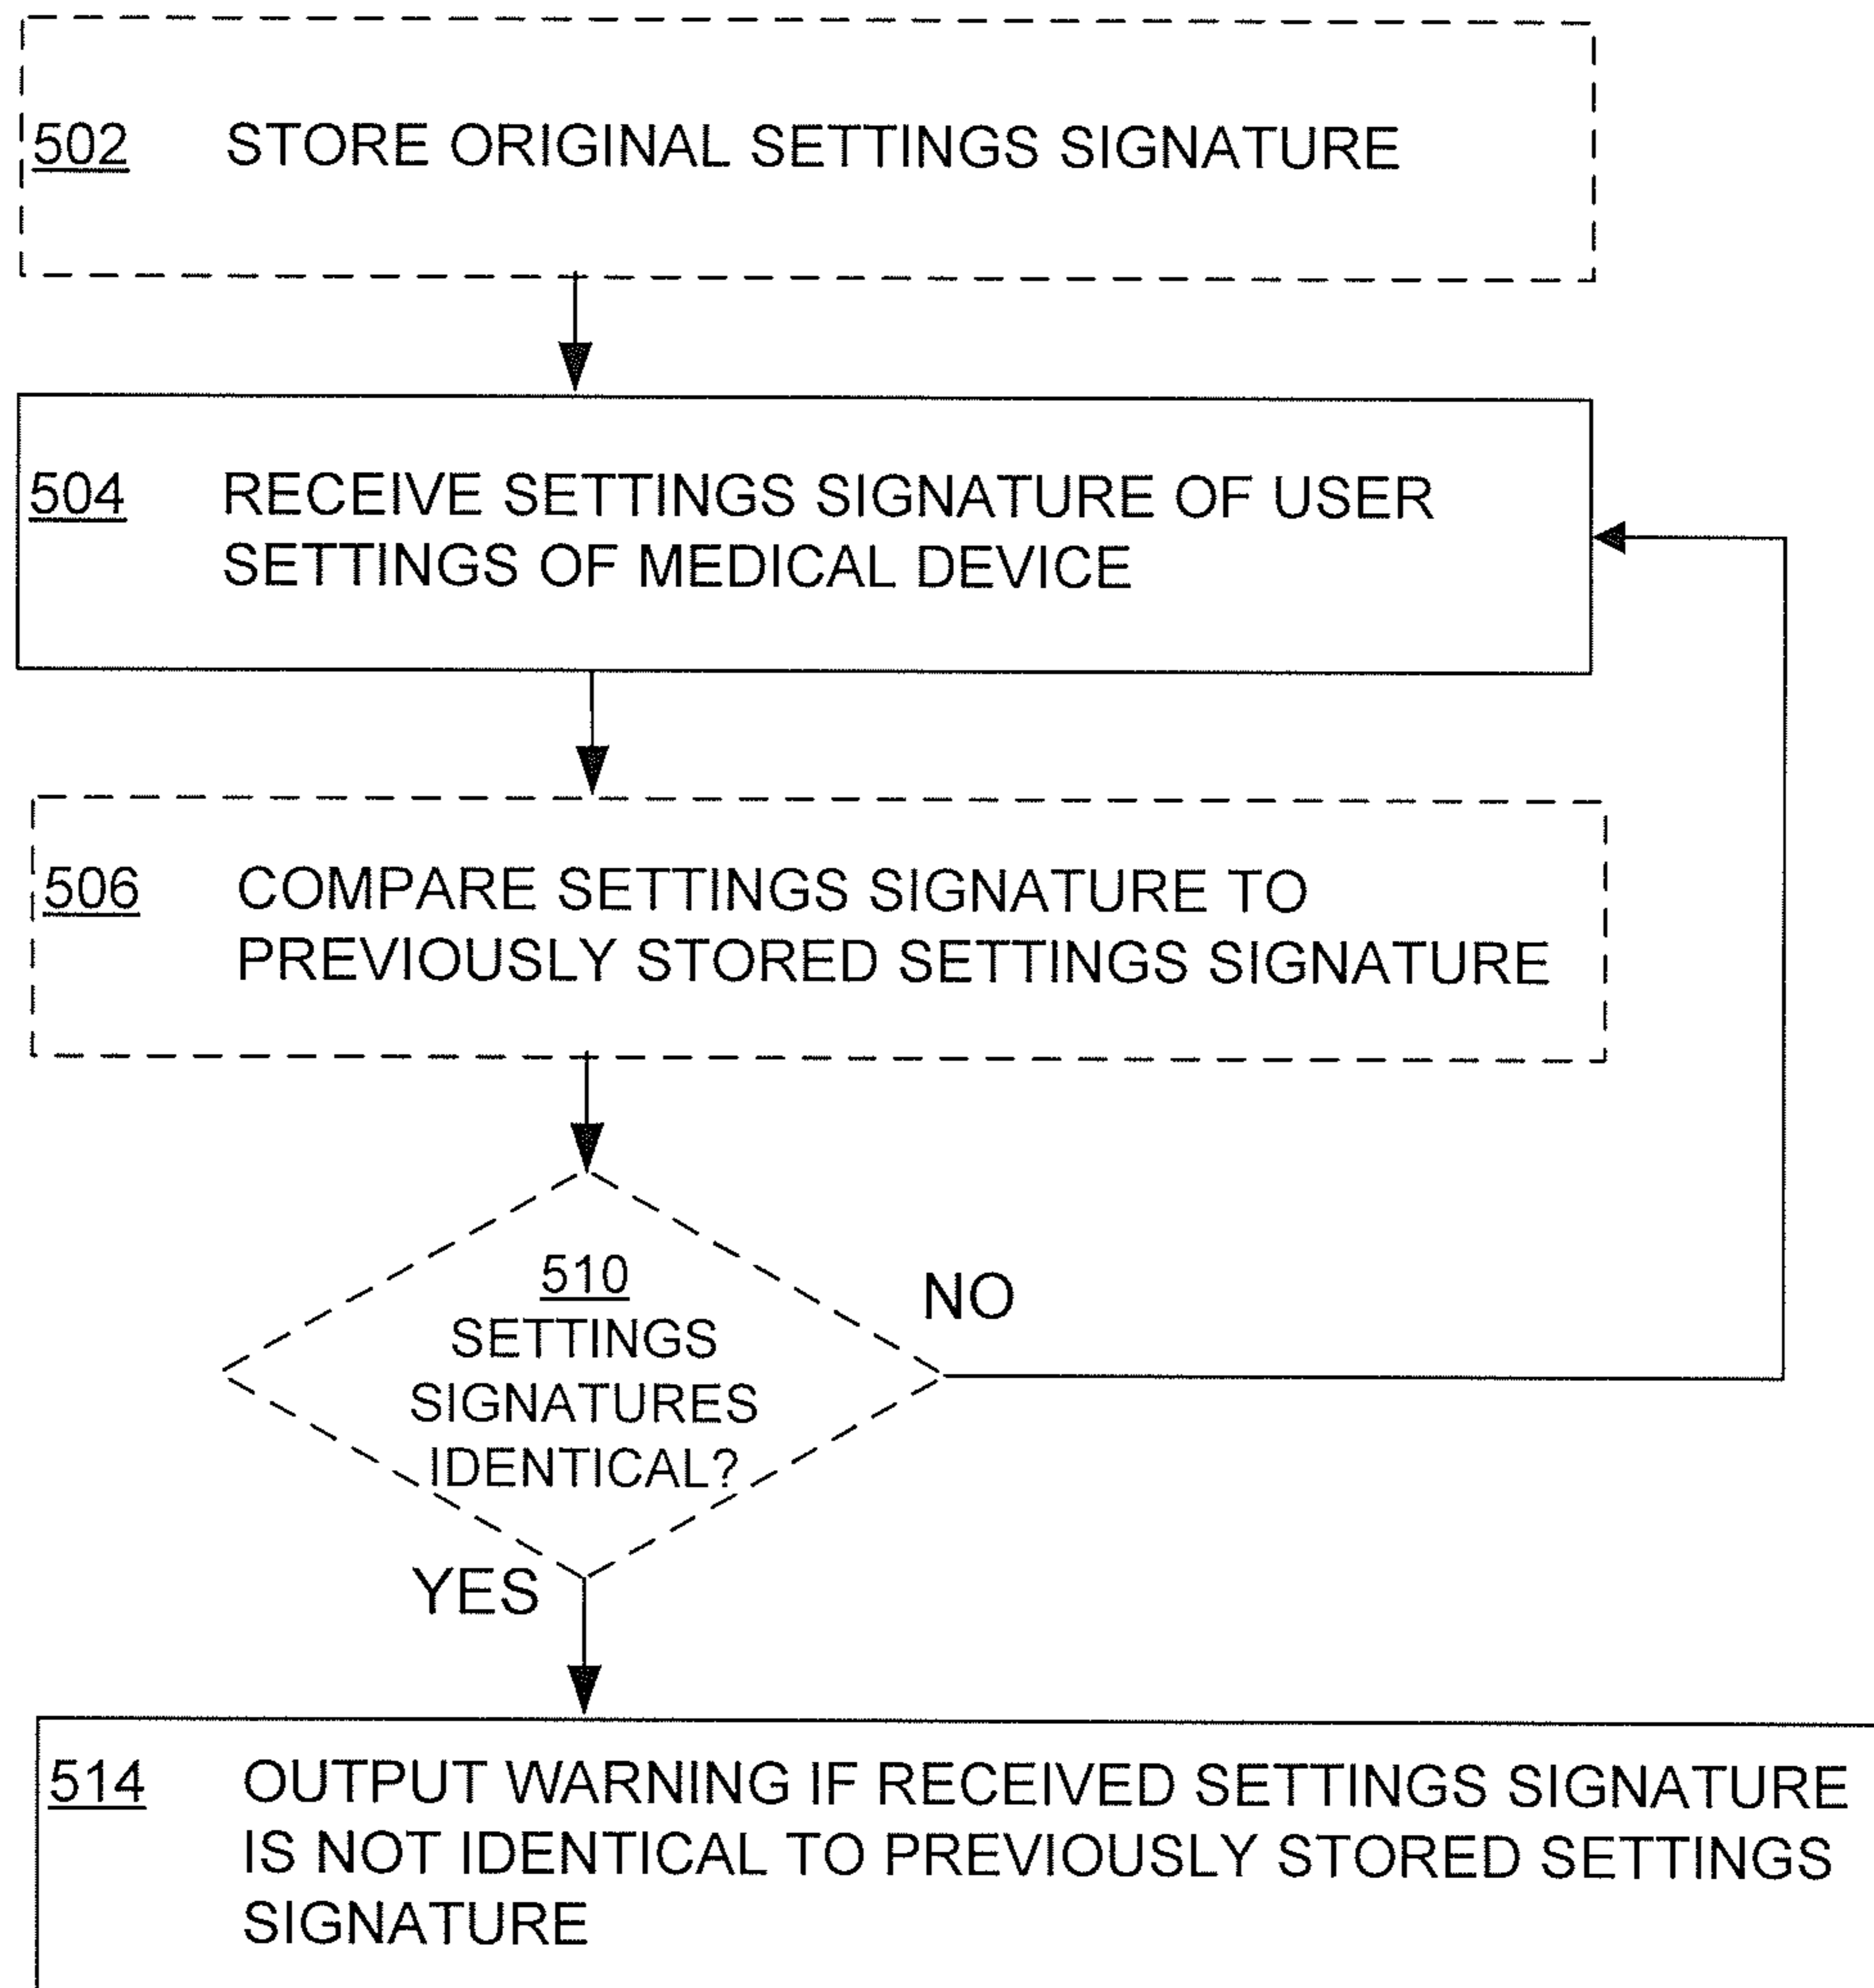 502 STORE ORIGINAL SETTINGS SIGNATURE
504 RECEIVE SETTINGS SIGNATURE OF USER
SETTINGS OF MEDICAL DEVICE
506 COMPARE SETTINGS SIGNATURE TO
PREVIOUSLY STORED SETTINGS SIGNATURE
510
SETTINGS
SIGNATURES
IDENTICAL?
NO
YES
514 OUTPUT WARNING IF RECEIVED SETTINGS SIGNATURE
IS NOT IDENTICAL TO PREVIOUSLY STORED SETTINGS
SIGNATURE